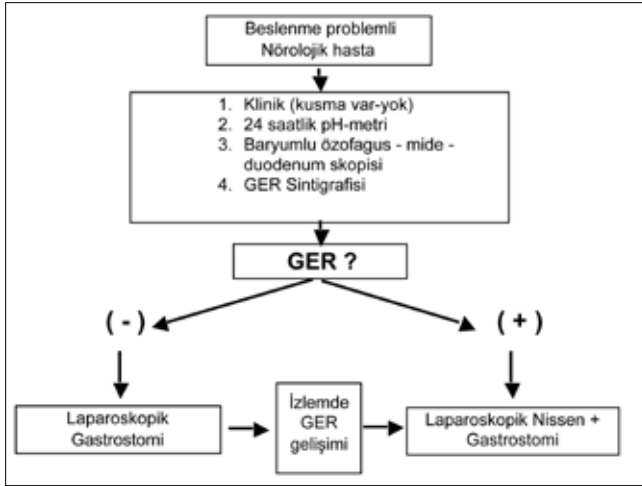 Beslenme problemli
Nörolojik hasta
1. Klinik (kusma var-yok)
2. 24 saatlik pH-metri
3. Baryumlu özofagus - mide -
duodenum skopisi
4. GER Sintigrafisi
GER ?
( - )
( + )
Laparoskopik
Gastrostomi
İzlemde
GER
gelişimi
Laparoskopik Nissen +
Gastrostomi